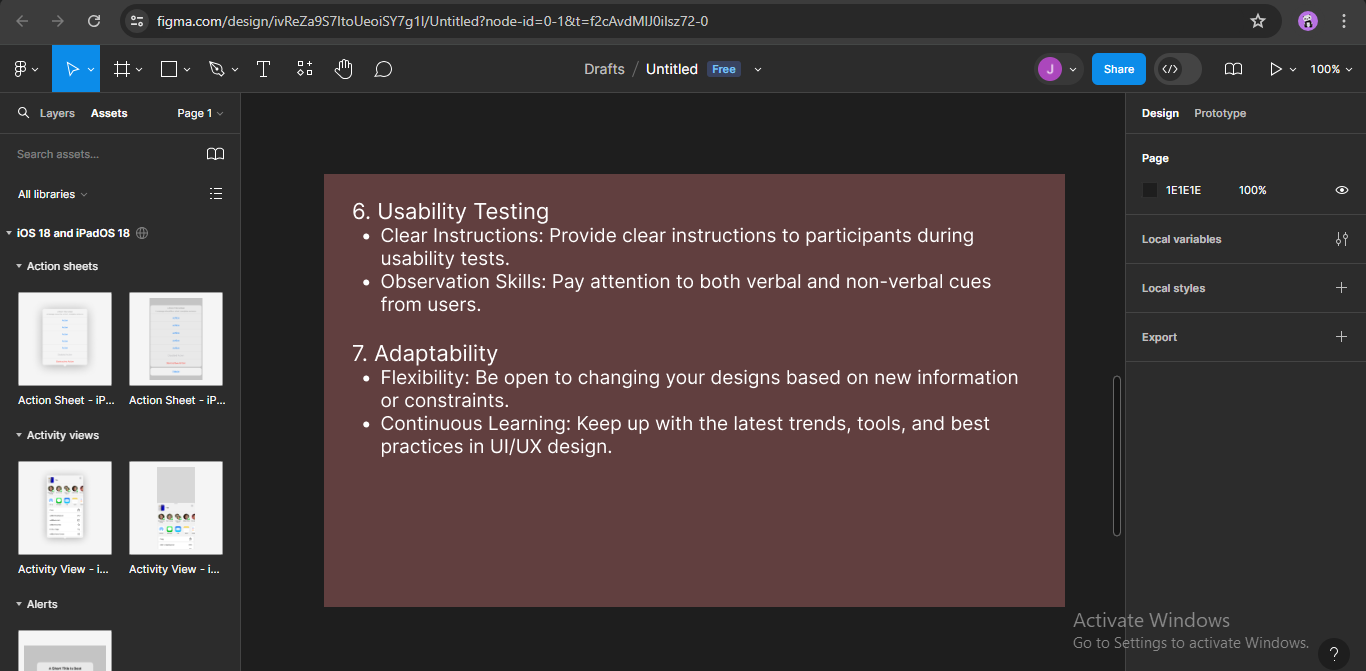 figma.com/design/ivReZa9S7ItoUeoiSY7g1I/Untitled?node-id=0-1&t=f2cAvdMIJ0ilsz72-0
Drafts / Untitled Free
J
Share
100%
Layers Assets Page 1
Search assets...
All libraries
iOS 18 and iPadOS 18
Action sheets
Action Sheet - iP... Action Sheet - iP...
Activity views
Activity View - i... Activity View - i...
Alerts
6. Usability Testing
• Clear Instructions: Provide clear instructions to participants during
usability tests.
• Observation Skills: Pay attention to both verbal and non-verbal cues
from users.
7. Adaptability
• Flexibility: Be open to changing your designs based on new information
or constraints.
• Continuous Learning: Keep up with the latest trends, tools, and best
practices in UI/UX design.
Design Prototype
Page
1E1E1E 100%
Local variables
Local styles
Export
Activate Windows
Go to Settings to activate Windows.
?